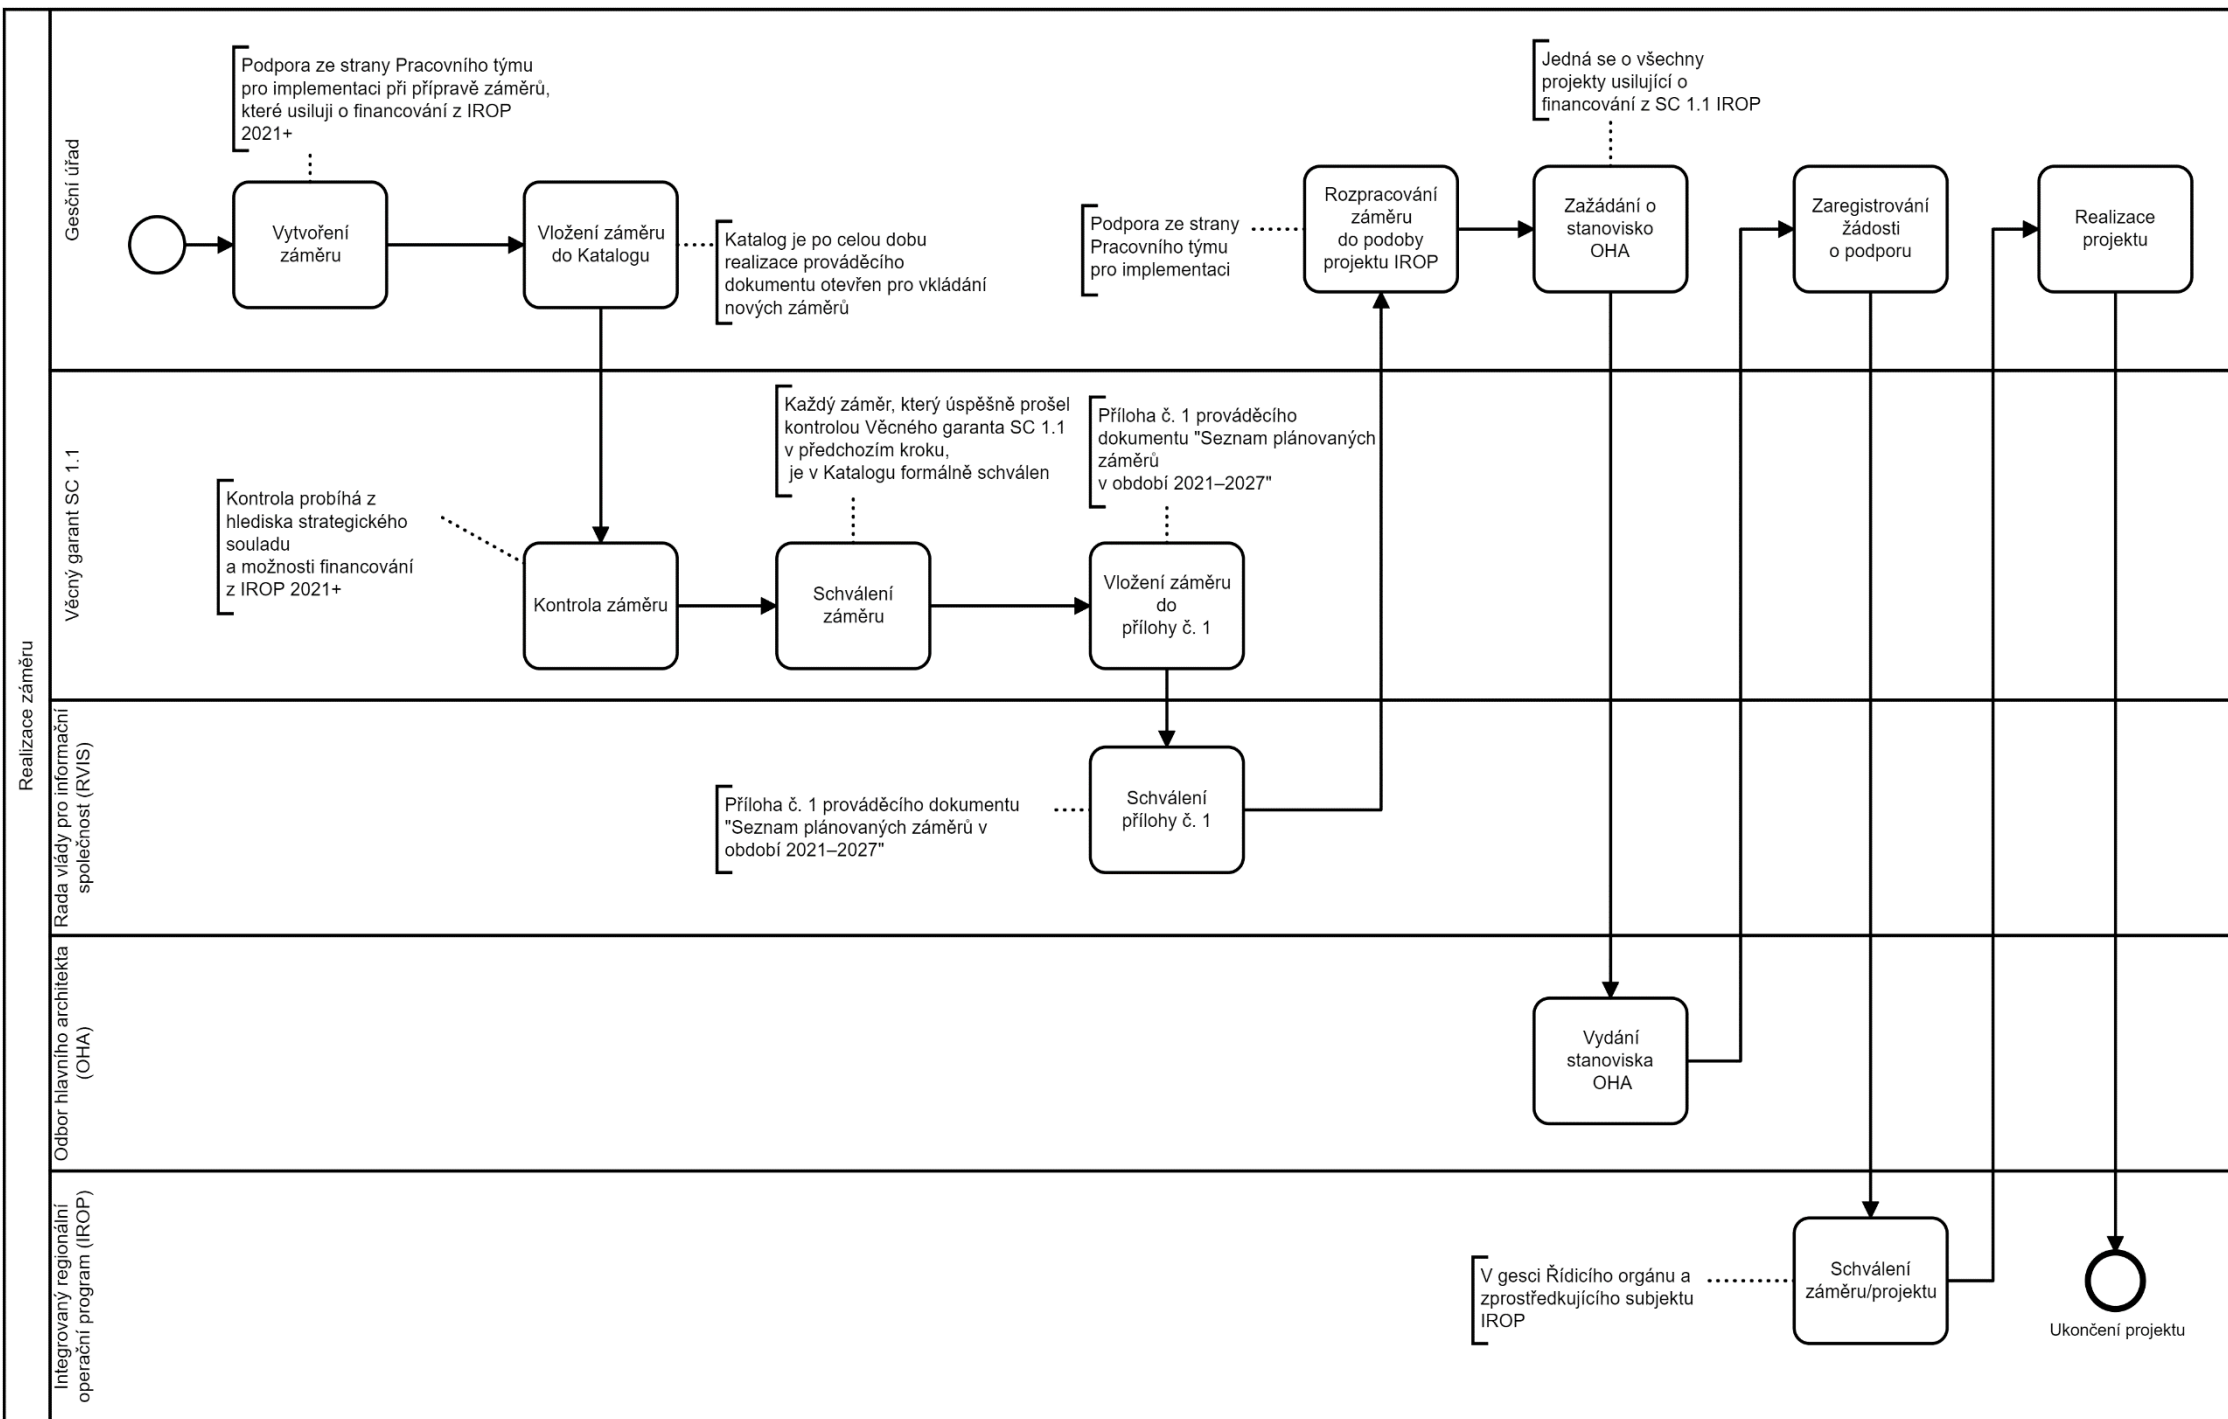 Realizace záměru
Gesční úřad
Podpora ze strany Pracovního týmu
pro implementaci při přípravě záměrů,
které usiluji o financování z IROP
2021+
Vytvoření
záměru
Vložení záměru
do Katalogu
Katalog je po celou dobu
realizace prováděcího
dokumentu otevřen pro vkládání
nových záměrů
Podpora ze strany
Pracovního týmu
pro implementaci
Rozpracování
záměru
do podoby
projektu IROP
Jedná se o všechny
projekty usilující o
financování z SC 1.1 IROP
Zažádání o
stanovisko
OHA
Zaregistrování
žádosti
o podporu
Realizace
projektu
Věcný garant SC 1.1
Kontrola probíhá z
hlediska strategického
souladu
a možnosti financování
z IROP 2021+
Kontrola záměru
Každý záměr, který úspěšně prošel
kontrolou Věcného garanta SC 1.1
v předchozím kroku,
je v Katalogu formálně schválen
Schválení
záměru
Příloha č. 1 prováděcího
dokumentu "Seznam plánovaných
záměrů
v období 2021–2027"
Vložení záměru
do
přílohy č. 1
Rada vlády pro informační
společnost (RVIS)
Příloha č. 1 prováděcího dokumentu
"Seznam plánovaných záměrů v
období 2021–2027"
Schválení
přílohy č. 1
Odbor hlavního architekta
(OHA)
Vydání
stanoviska
OHA
Integrovaný regionální
operační program (IROP)
V gesci Řídicího orgánu a
zprostředkujícího subjektu
IROP
Schválení
záměru/projektu
Ukončení projektu